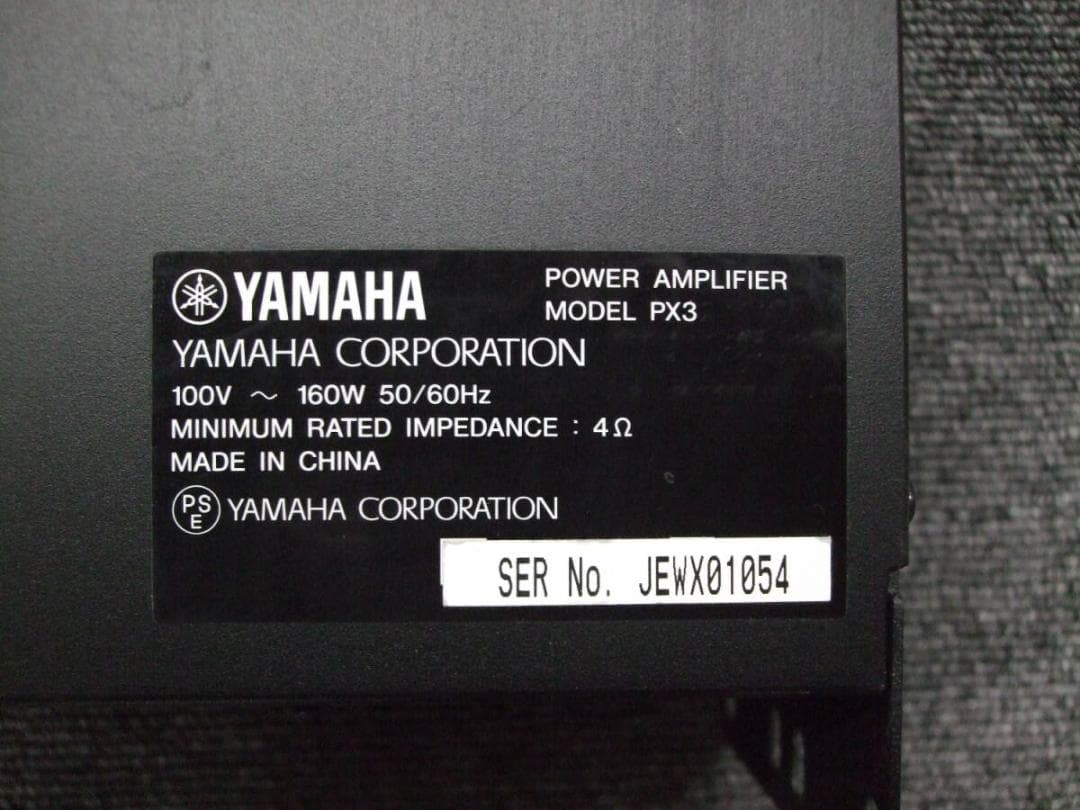 YAMAHA
POWER AMPLIFIER
MODEL PX3
YAMAHA CORPORATION
100V ～ 160W 50/60Hz
MINIMUM RATED IMPEDANCE : 4Ω
MADE IN CHINA
PSE YAMAHA CORPORATION
SER No. JEWX01054